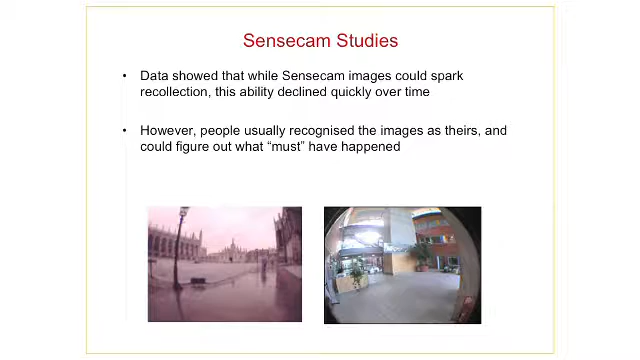 Sensecam Studies
• Data showed that while Sensecam images could spark
recollection, this ability declined quickly over time
• However, people usually recognised the images as theirs, and
could figure out what “must” have happened